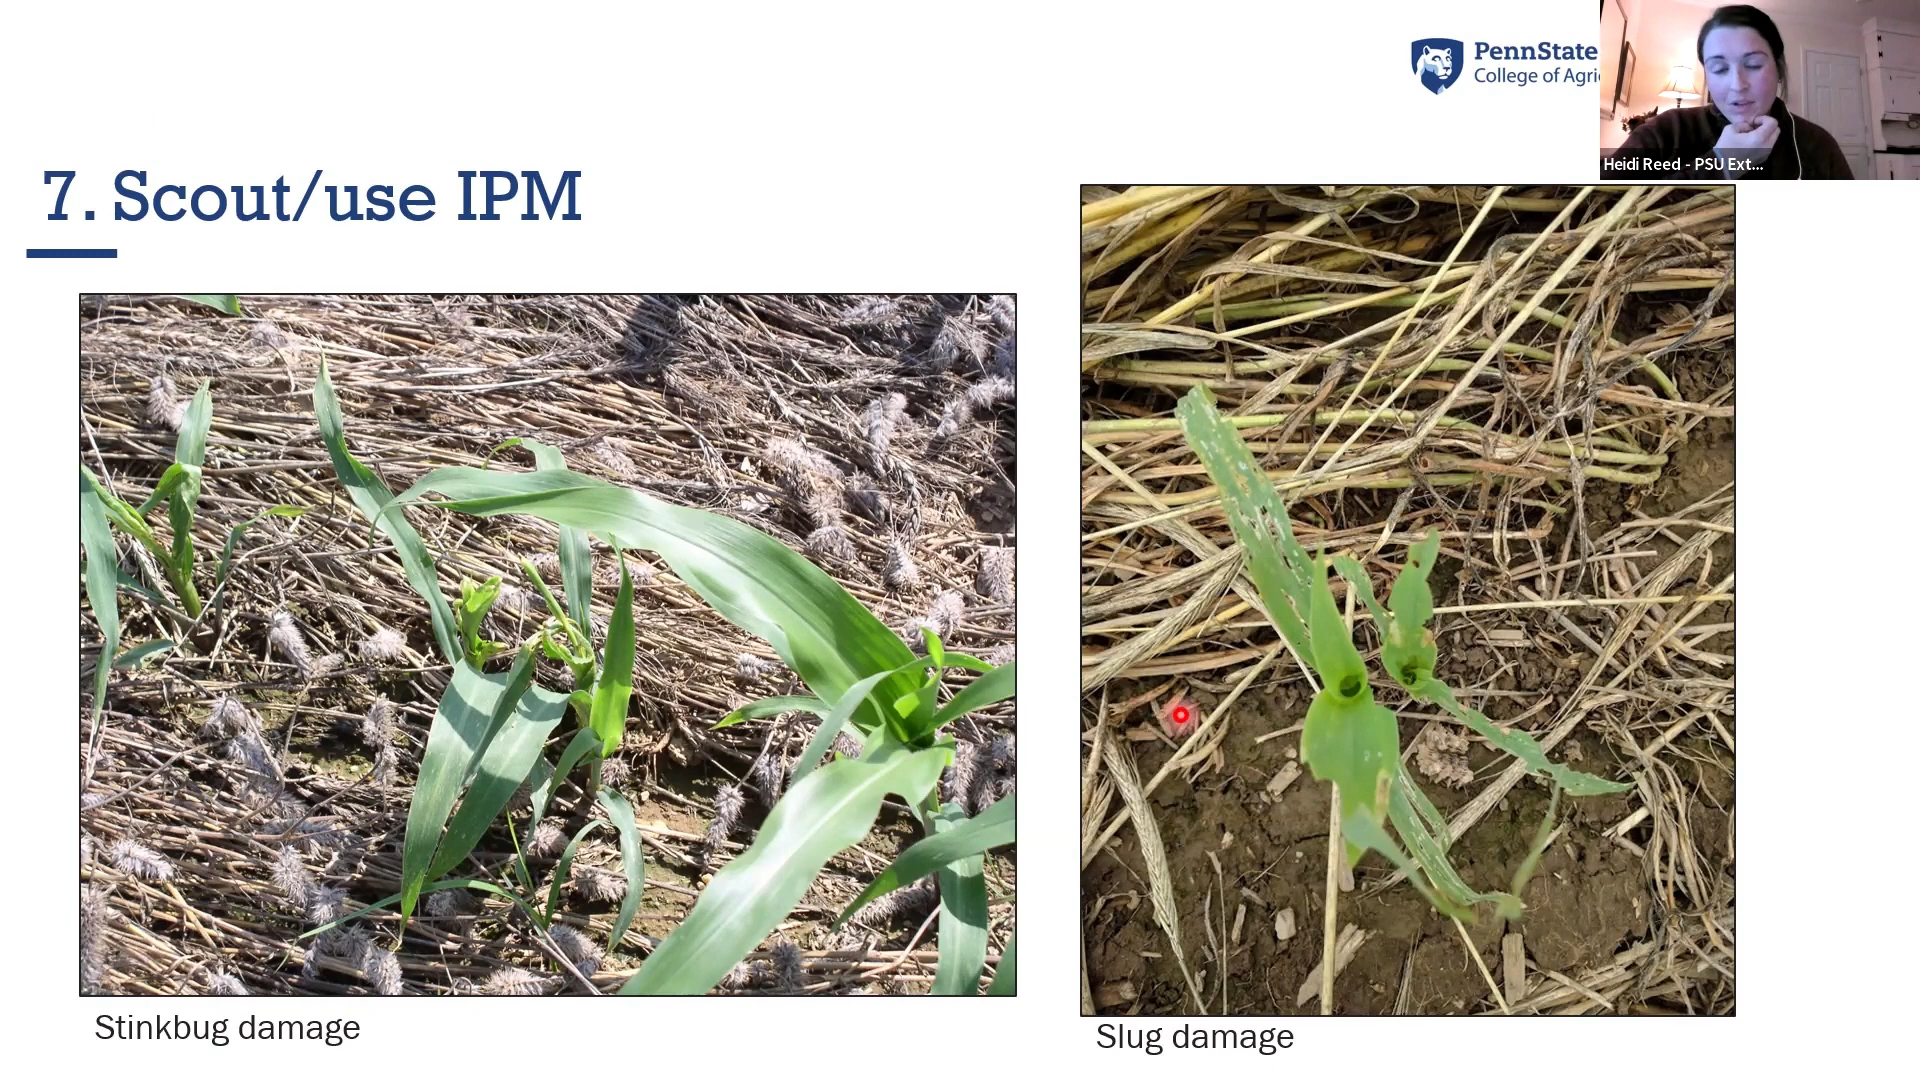 PennState
College of Agri
Heidi Reed - PSU Ext...
7. Scout/use IPM
Stinkbug damage
Slug damage